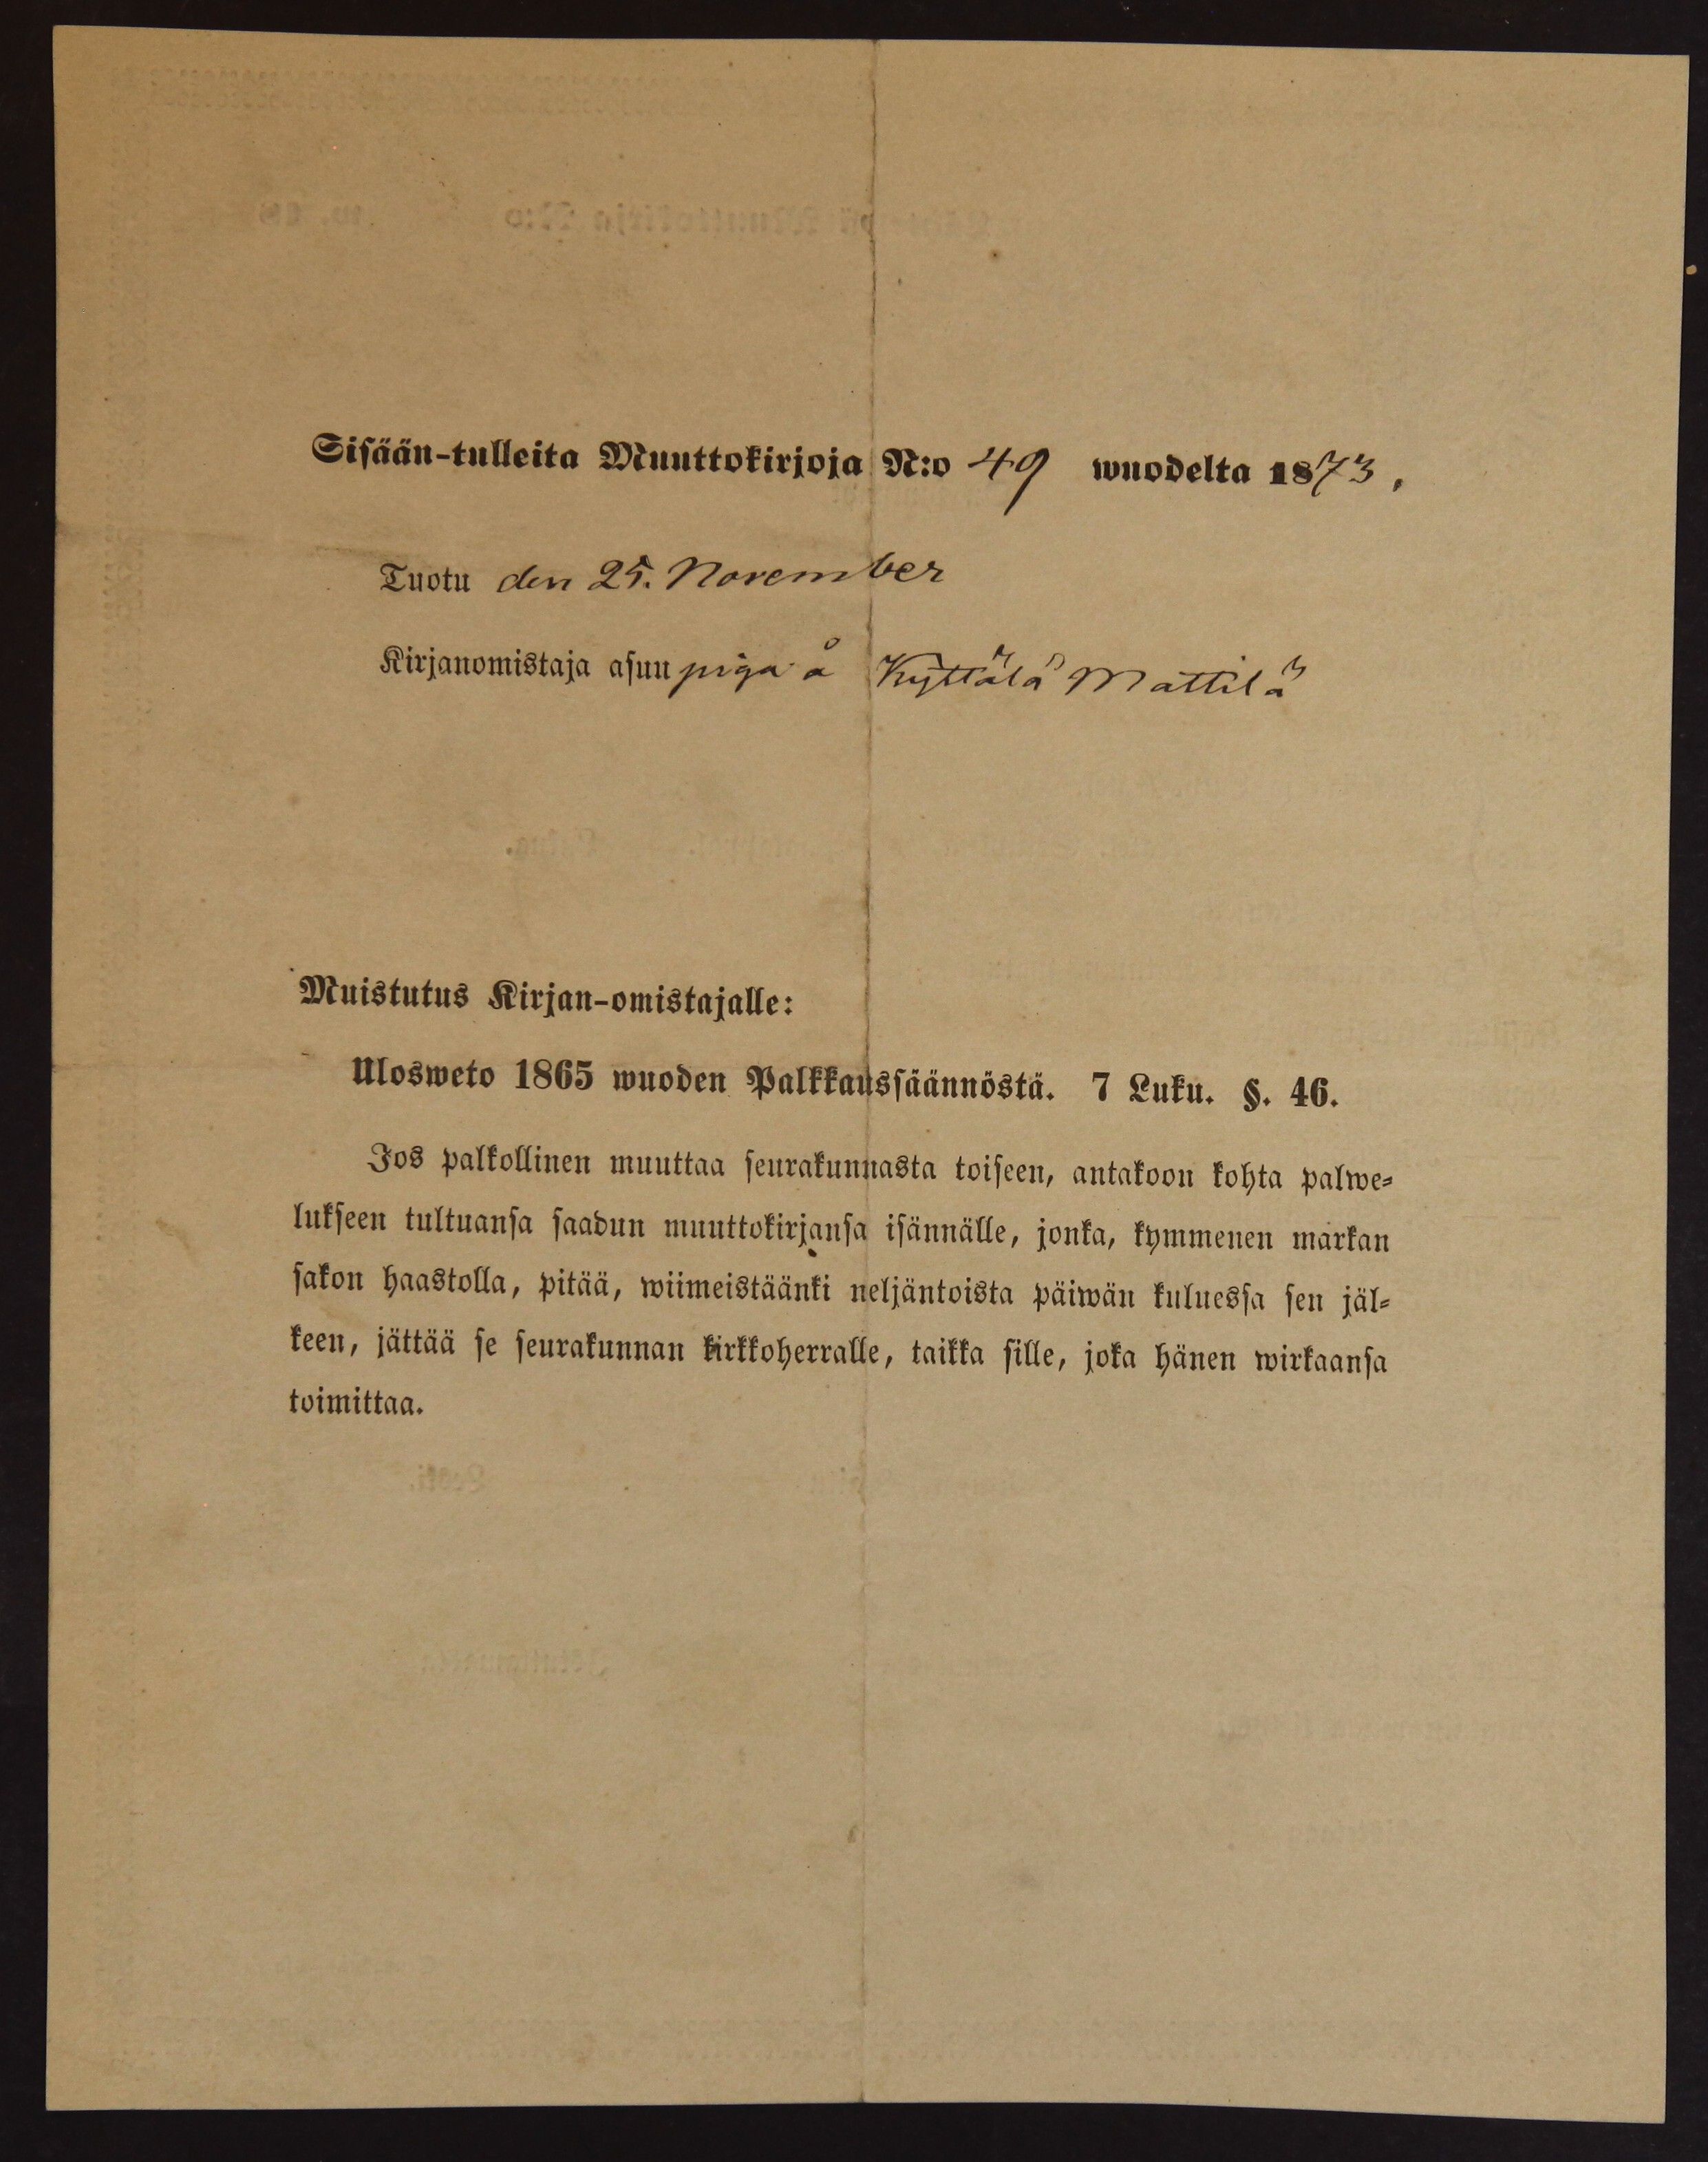 Sisään-tulleita Muuttokirjoja N:o 49 wuodelta 1873,
Tuotu den 25. November
Kirjanomistaja asuu piga å Kyttälä Mattilä
Muistutus Kirjan-omistajalle:
Ulosweto 1865 wuoden Palkkaussäännöstä. 7 Luku. §. 46.
Jos palkollinen muuttaa seurakunnasta toiseen, antakoon kohta palwe-
lukseen tultuansa saadun muuttokirjansa isännälle, jonka, kymmenen markan
sakon haastolla, pitää, wiimeistäänki neljäntoista päiwän kuluessa sen jäl-
keen, jättää se seurakunnan kirkkoherralle, taikka sille, joka hänen wirkaansa
toimittaa.